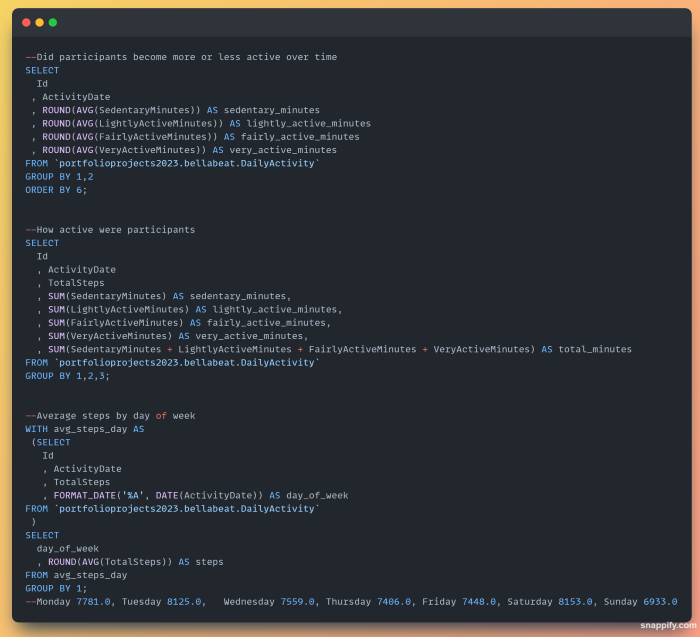 --Did participants become more or less active over time
SELECT
Id
, ActivityDate
, ROUND(AVG(SedentaryMinutes)) AS sedentary_minutes
, ROUND(AVG(LightlyActiveMinutes)) AS lightly_active_minutes
, ROUND(AVG(FairlyActiveMinutes)) AS fairly_active_minutes
, ROUND(AVG(VeryActiveMinutes)) AS very_active_minutes
FROM `portfolioprojects2023.bellabeat.DailyActivity`
GROUP BY 1,2
ORDER BY 6;
--How active were participants
SELECT
Id
, ActivityDate
, TotalSteps
, SUM(SedentaryMinutes) AS sedentary_minutes,
, SUM(LightlyActiveMinutes) AS lightly_active_minutes,
, SUM(FairlyActiveMinutes) AS fairly_active_minutes,
, SUM(VeryActiveMinutes) AS very_active_minutes,
, SUM(SedentaryMinutes + LightlyActiveMinutes + FairlyActiveMinutes + VeryActiveMinutes) AS total_minutes
FROM `portfolioprojects2023.bellabeat.DailyActivity`
GROUP BY 1,2,3;
--Average steps by day of week
WITH avg_steps_day AS
(SELECT
Id
, ActivityDate
, TotalSteps
, FORMAT_DATE('%A', DATE(ActivityDate)) AS day_of_week
FROM `portfolioprojects2023.bellabeat.DailyActivity`
)
SELECT
day_of_week
, ROUND(AVG(TotalSteps)) AS steps
FROM avg_steps_day
GROUP BY 1;
--Monday 7781.0, Tuesday 8125.0, Wednesday 7559.0, Thursday 7406.0, Friday 7448.0, Saturday 8153.0, Sunday 6933.0
snappify.com